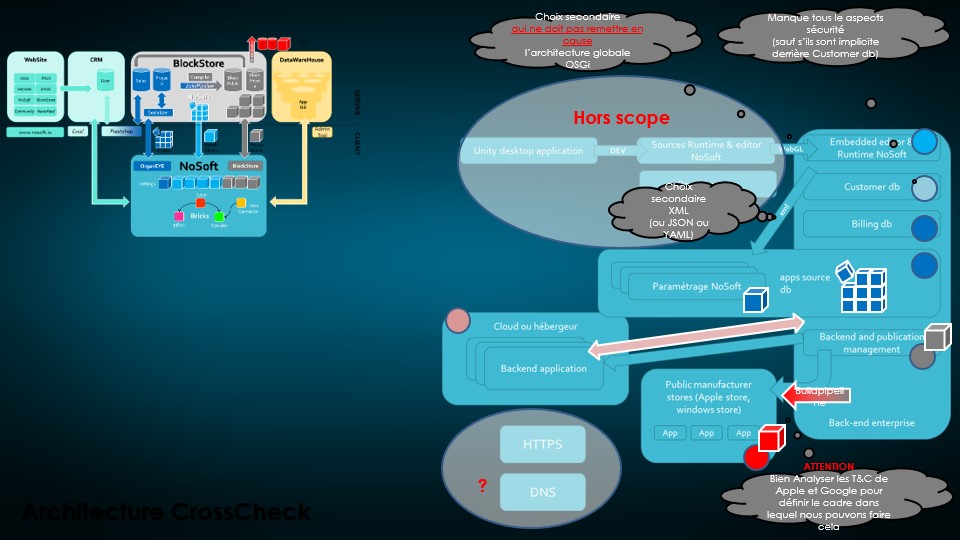 WebSite
CRM
BlockStore
DataWareHouse
User
Compile
App
DB
SERVER
CLIENT
www.nosoft.io
Email
Prestashop
Admin
Tool
OrganEYE
NoSoft
BlockStore
Bricks
Choix secondaire
qui ne doit pas remettre en
cause
l'architecture globale
OSGi
Manque tous le aspects
sécurité
(sauf s'ils sont implicite
derrière Customer db)
Hors scope
Unity desktop application
DEV
Sources Runtime & editor
NoSoft
WebGL
Embedded editor &
Runtime NoSoft
Choix
secondaire
XML
(ou JSON ou
YAML)
xml
Customer db
Billing db
Paramétrage NoSoft
apps source
db
Cloud ou hébergeur
Backend application
Backend and publication
management
Public manufacturer
stores (Apple store,
windows store)
App
App
App
Buildpipeli
ne
Back-end enterprise
HTTPS
?
DNS
ATTENTION
Bien Analyser les T&C de
Apple et Google pour
définir le cadre dans
lequel nous pouvons faire
cela
Architecture CrossCheck